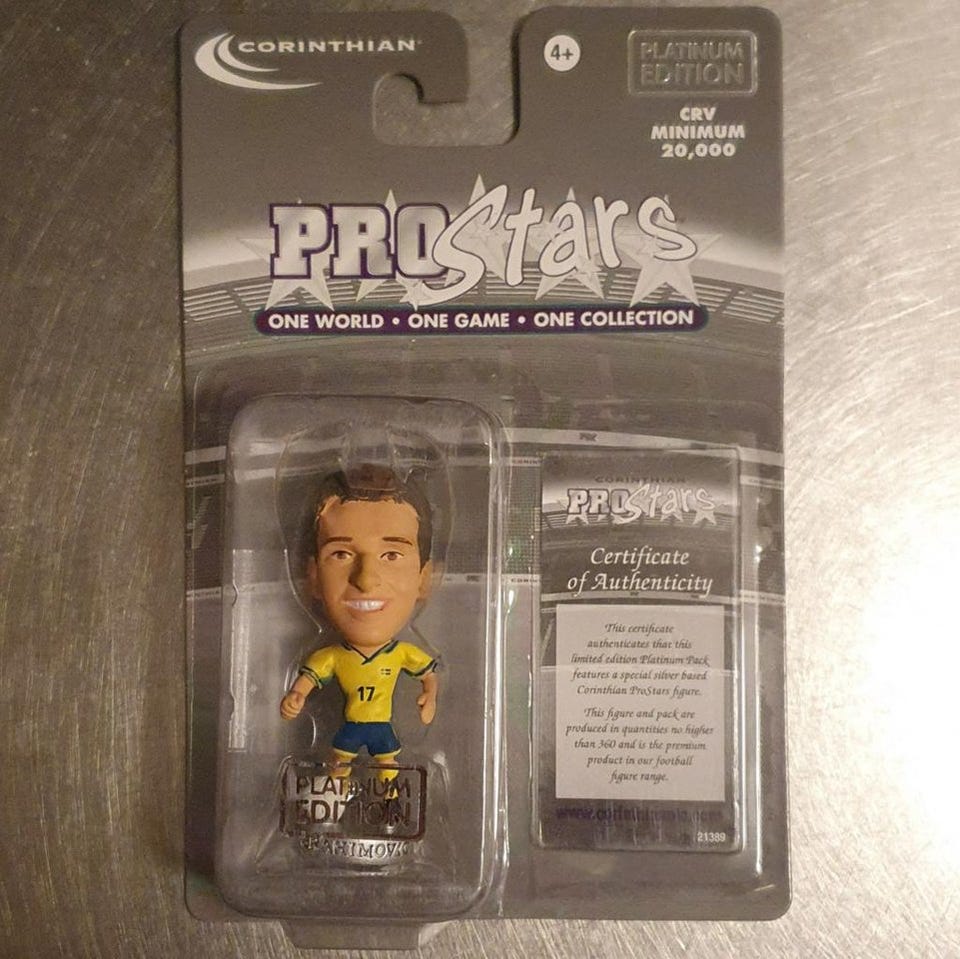 CORINTHIAN
4+
PLATINUM
EDITION
CRV
MINIMUM
20,000
PROStars
ONE WORLD • ONE GAME • ONE COLLECTION
CORINTHIAN
PROStars
Certificate
of Authenticity
This certificate
authenticates that this
limited edition Platinum Pack
features a special silver based
Corinthian ProStars figure.
This figure and pack are
produced in quantities no higher
than 360 and is the premium
product in our football
figure range.
21389
17
PLATINUM
EDITION